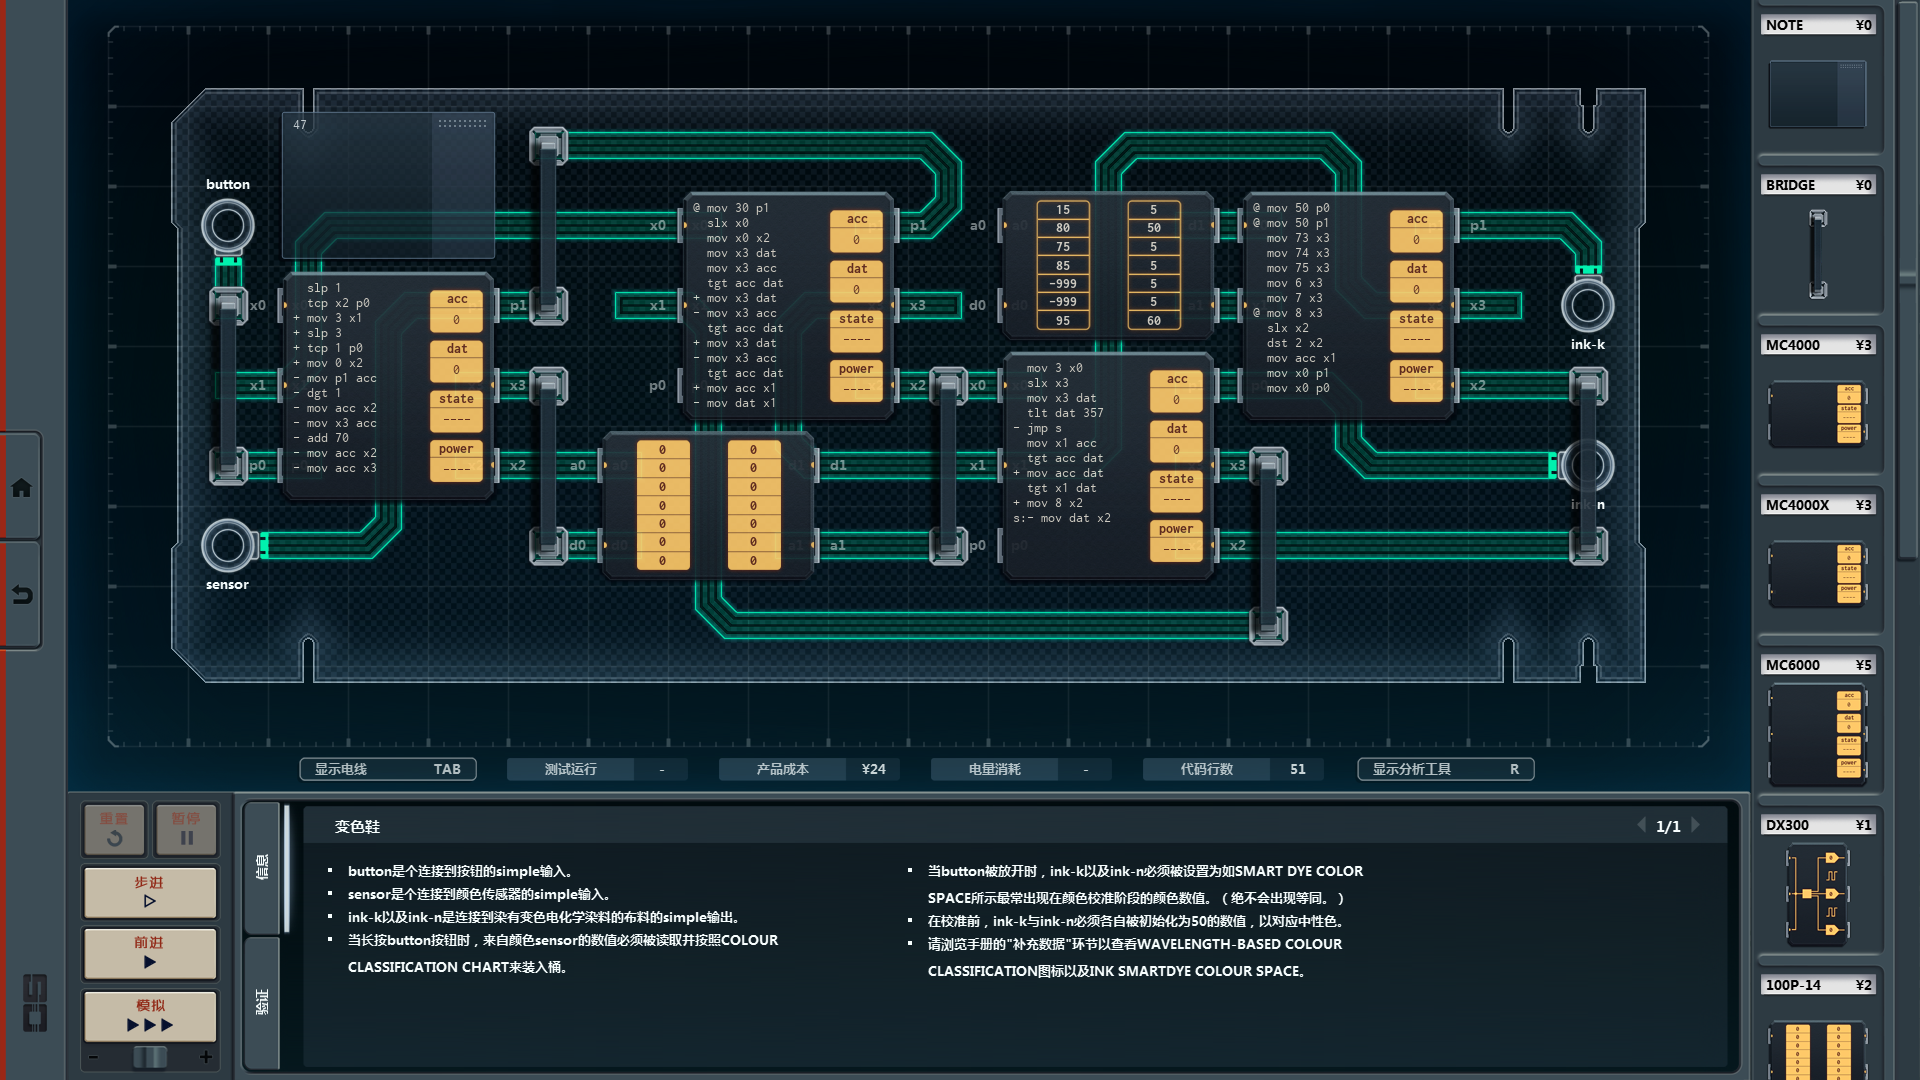 47
button
sensor
ink-k
ink-n
x0
x1
p0
p1
x3
x2
slp 1
tcp x2 p0
+ mov 3 x1
+ slp 3
+ tcp 1 p0
+ mov 0 x2
- mov p1 acc
- dgt 1
- mov acc x2
- mov x3 acc
- add 70
- mov acc x2
- mov acc x3
acc
0
dat
0
state
----
power
----
x0
x1
p0
p1
x3
x2
@ mov 30 p1
slx x0
mov x0 x2
mov x3 dat
mov x3 acc
tgt acc dat
+ mov x3 dat
- mov x3 acc
tgt acc dat
+ mov x3 dat
- mov x3 acc
tgt acc dat
+ mov acc x1
- mov dat x1
acc
0
dat
0
state
----
power
----
a0
d0
d1
a1
0 0
0 0
0 0
0 0
0 0
0 0
0 0
a0
d0
15 5
80 50
75 5
85 5
-999 5
-999 5
95 60
x0
x1
p0
x3
x2
mov 3 x0
slx x3
mov x3 dat
tlt dat 357
- jmp s
mov x1 acc
tgt acc dat
+ mov acc dat
tgt x1 dat
+ mov 8 x2
s:- mov dat x2
acc
0
dat
0
state
----
power
----
p1
x3
x2
@ mov 50 p0
@ mov 50 p1
mov 73 x3
mov 74 x3
mov 75 x3
mov 6 x3
mov 7 x3
@ mov 8 x3
slx x2
dst 2 x2
mov acc x1
mov x0 p1
mov x0 p0
acc
0
dat
0
state
----
power
----
显示电线 TAB
测试运行 -
产品成本 ¥24
电量消耗 -
代码行数 51
显示分析工具 R
重置
暂停
步进
前进
模拟
- +
信息
验证
变色鞋
1/1
▪ button是个连接到按钮的simple输入。
▪ sensor是个连接到颜色传感器的simple输入。
▪ ink-k以及ink-n是连接到染有变色电化学染料的布料的simple输出。
▪ 当长按button按钮时，来自颜色sensor的数值必须被读取并按照COLOUR
CLASSIFICATION CHART来装入桶。
▪ 当button被放开时，ink-k以及ink-n必须被设置为如SMART DYE COLOR
SPACE所示最常出现在颜色校准阶段的颜色数值。（绝不会出现等同。）
▪ 在校准前，ink-k与ink-n必须各自被初始化为50的数值，以对应中性色。
▪ 请浏览手册的"补充数据"环节以查看WAVELENGTH-BASED COLOUR
CLASSIFICATION图标以及INK SMARTDYE COLOUR SPACE。
NOTE ¥0
BRIDGE ¥0
MC4000 ¥3
acc
0
state
----
power
----
MC4000X ¥3
acc
0
state
----
power
----
MC6000 ¥5
acc
0
dat
0
state
----
power
----
DX300 ¥1
100P-14 ¥2
0 0
0 0
0 0
0 0
0 0